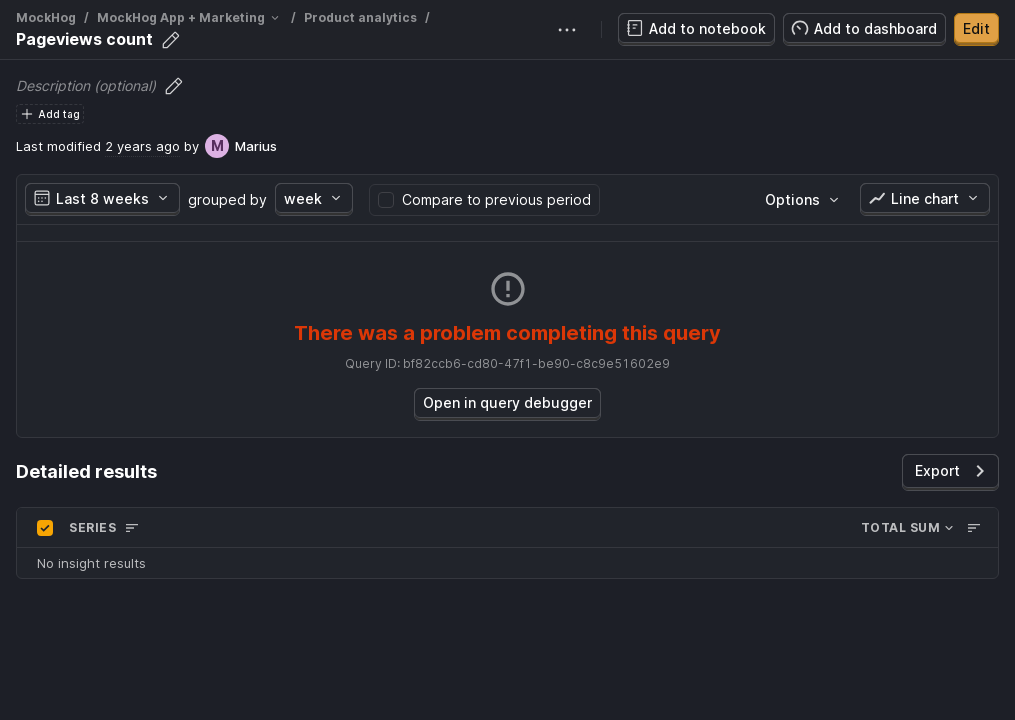 MockHog / MockHog App + Marketing / Product analytics /
Pageviews count
Add to notebook
Add to dashboard
Edit
Description (optional)
Add tag
Last modified 2 years ago by M Marius
Last 8 weeks grouped by week Compare to previous period Options Line chart
There was a problem completing this query
Query ID: bf82ccb6-cd80-47f1-be90-c8c9e51602e9
Open in query debugger
Detailed results
Export
SERIES TOTAL SUM
No insight results